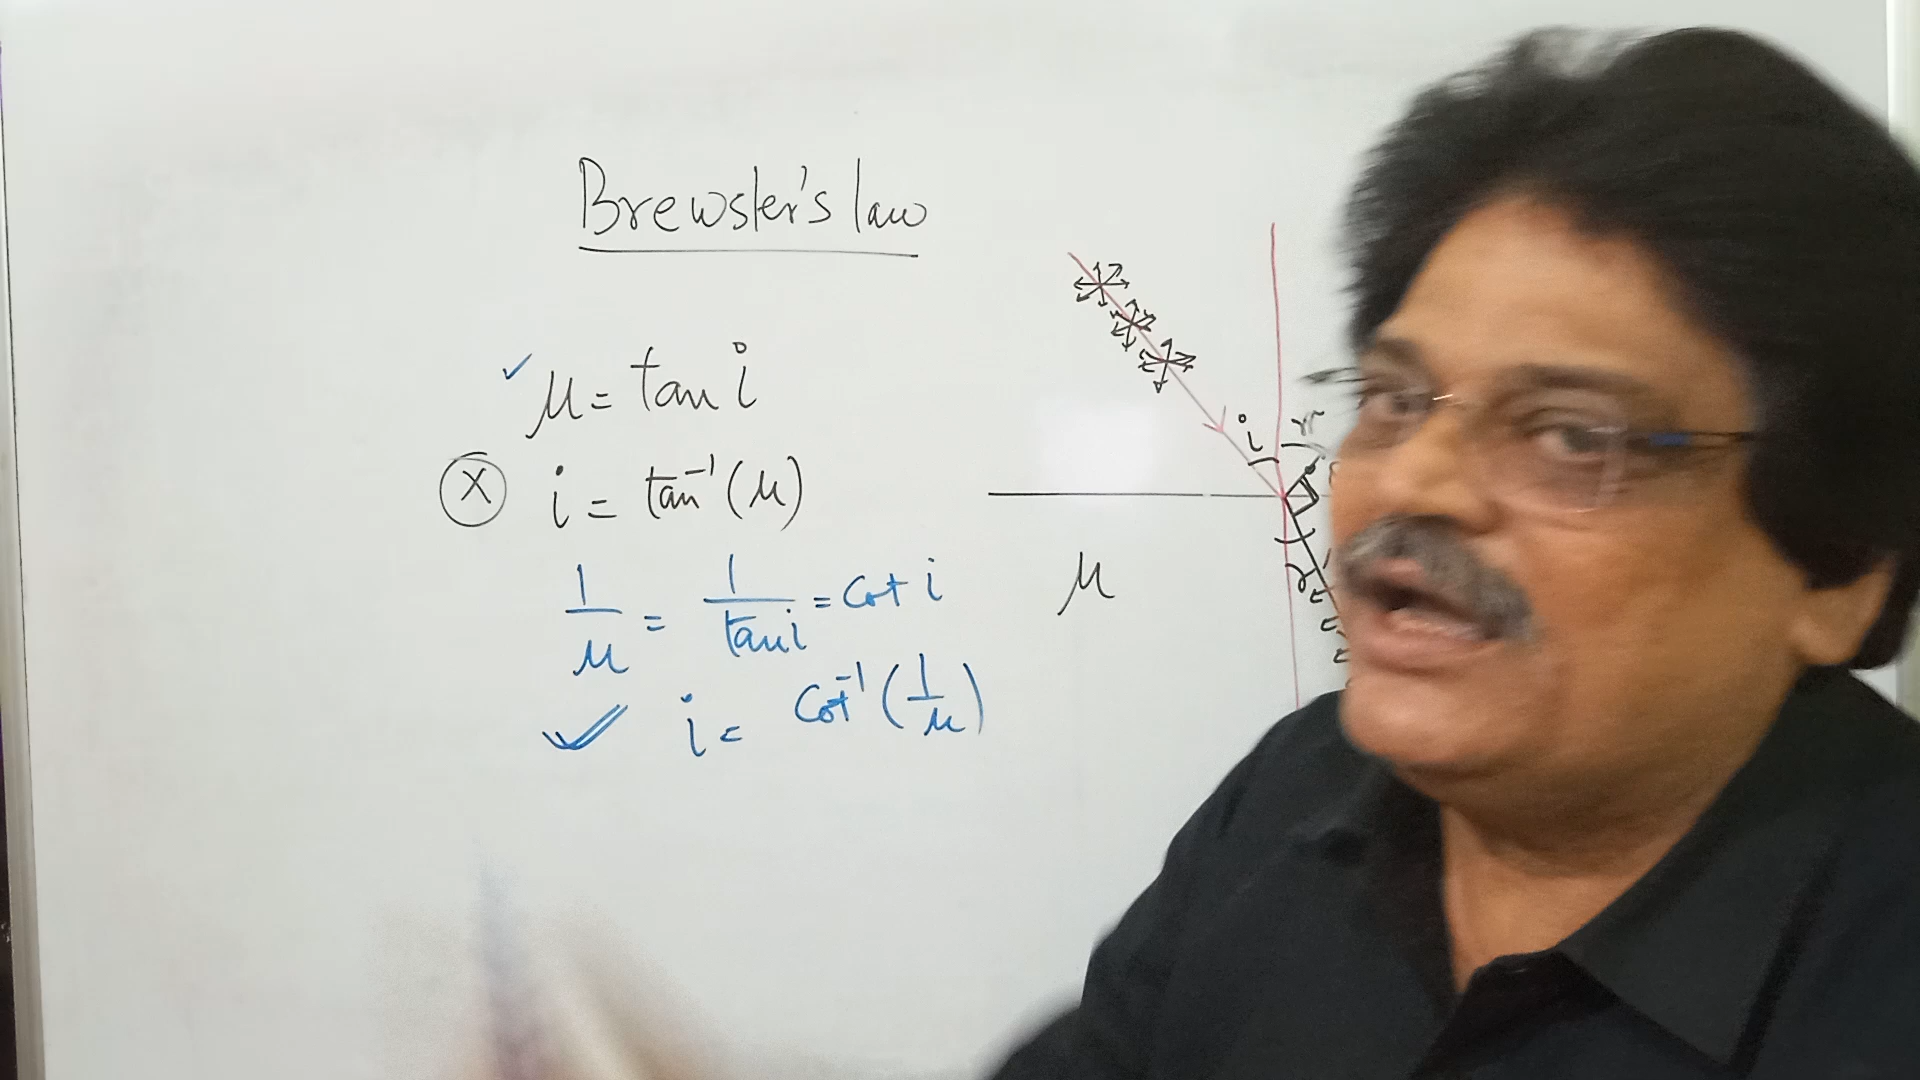 Brewster's law
✓ μ = tan i
Ⓧ i = tan⁻¹(μ)
1/μ = 1/tan i = cot i
✓ i = cot⁻¹(1/μ)
i r
μ
r